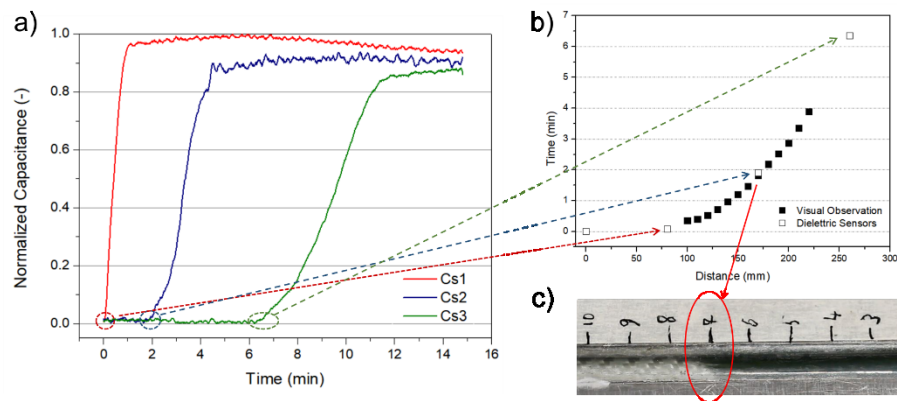 a)
Normalized Capacitance (-)
1.0
0.8
0.6
0.4
0.2
0.0
0 2 4 6 8 10 12 14 16
Time (min)
Cs1
Cs2
Cs3
b)
Time (min)
7
6
5
4
3
2
1
0
0 50 100 150 200 250 300
Distance (mm)
Visual Observation
Dielettric Sensors
c)
10 9 8 7 6 5 4 3